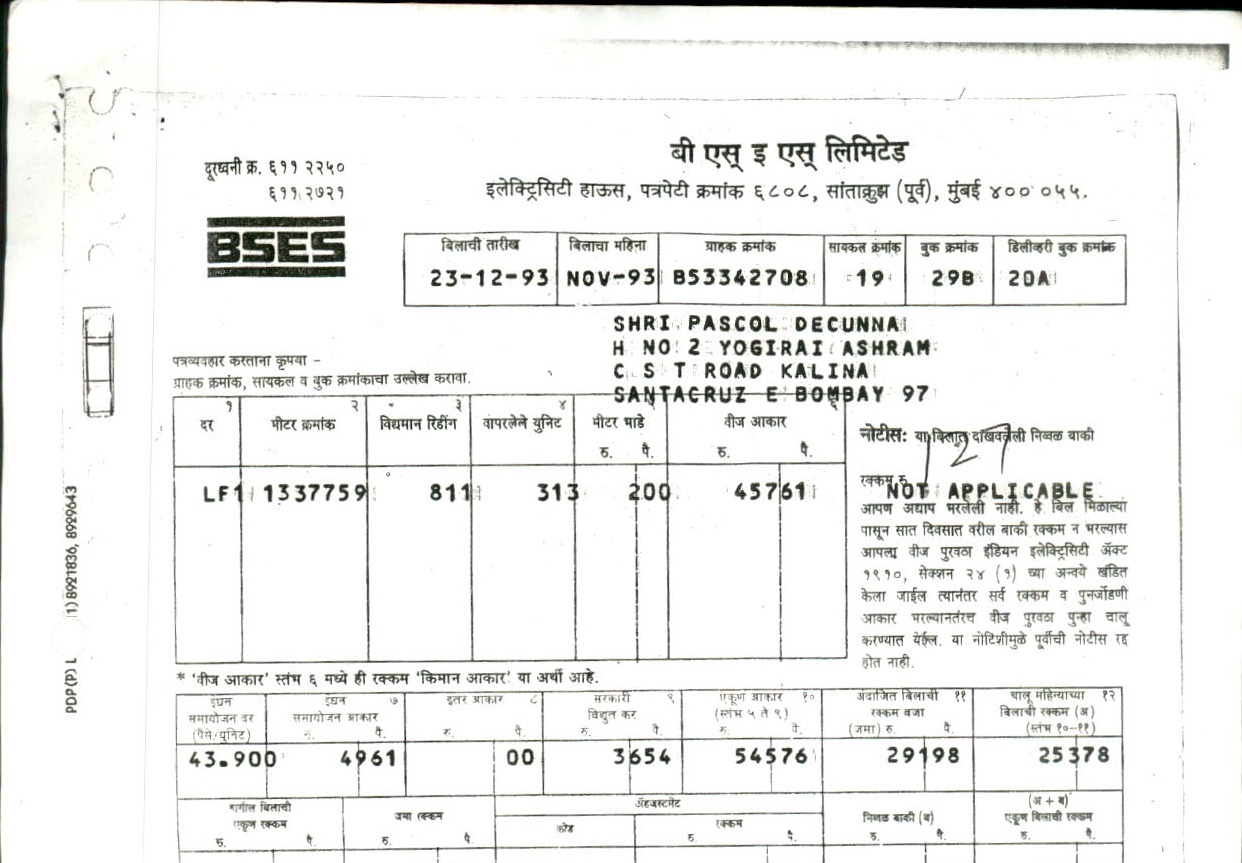 बी एस् इ एस् लिमिटेड
दूरध्वनी क्र. ६११ २२५०
६११ २७२१
इलेक्ट्रिसिटी हाऊस, पत्रपेटी क्रमांक ६८०८, सांताक्रुझ (पूर्व), मुंबई ४०० ०५५.
BSES
बिलाची तारीख बिलाचा महिना ग्राहक क्रमांक सायकल क्रमांक बुक क्रमांक डिलीव्हरी बुक क्रमांक
23-12-93 NOV-93 B53342708 19 29B 20A
SHRI PASCOL DECUNNA
H NO 2 YOGIRAI ASHRAM
C S T ROAD KALINA
SANTACRUZ E BOMBAY 97
पत्रव्यवहार करताना कृपया -
ग्राहक क्रमांक, सायकल व बुक क्रमांकाचा उल्लेख करावा.
१ २ ३ ४ ६
दर मीटर क्रमांक विद्यमान रिडींग वापरलेले युनिट मीटर भाडे वीज आकार
रु. पै. रु. पै.
LF1 1337759 811 313 200 45761
नोटीस: या बिलात दाखवलेली निव्वळ बाकी
127
रक्कम रु.
NOT APPLICABLE
आपण अद्याप भरलेली नाही. हे बिल मिळाल्या
पासून सात दिवसात वरील बाकी रक्कम न भरल्यास
आपला वीज पुरवठा इंडियन इलेक्ट्रिसिटी ॲक्ट
१९१०, सेक्शन २४ (१) च्या अन्वये खंडित
केला जाईल त्यानंतर सर्व रक्कम व पुनर्जोडणी
आकार भरल्यानंतरच वीज पुरवठा पुन्हा चालू
करण्यात येईल. या नोटिशीमुळे पूर्वीची नोटीस रद्द
होत नाही.
PDP(P) L 1) 8921836, 8929643
* 'वीज आकार' स्तंभ ६ मध्ये ही रक्कम 'किमान आकार' या अर्थी आहे.
इंधन इंधन ७ इतर आकार ८ सरकारी ९ एकूण आकार १० अंदाजित बिलाची ११ चालू महिन्याच्या १२
समायोजन दर समायोजन आकार विद्युत कर (स्तंभ ५ ते ९) रक्कम वजा बिलाची रक्कम (अ)
(पैसे/युनिट) रु. पै. रु. पै. रु. पै. रु. पै. (जमा) रु. पै. (स्तंभ १०-११)
43.900 4961 00 3654 54576 29198 25378
मागील बिलाची जमा रक्कम ॲडजस्टमेंट निव्वळ बाकी (ब) (अ + ब)
एकूण रक्कम कोड रक्कम एकूण बिलाची रक्कम
रु. पै. रु. पै. रु. पै. रु. पै. रु. पै.